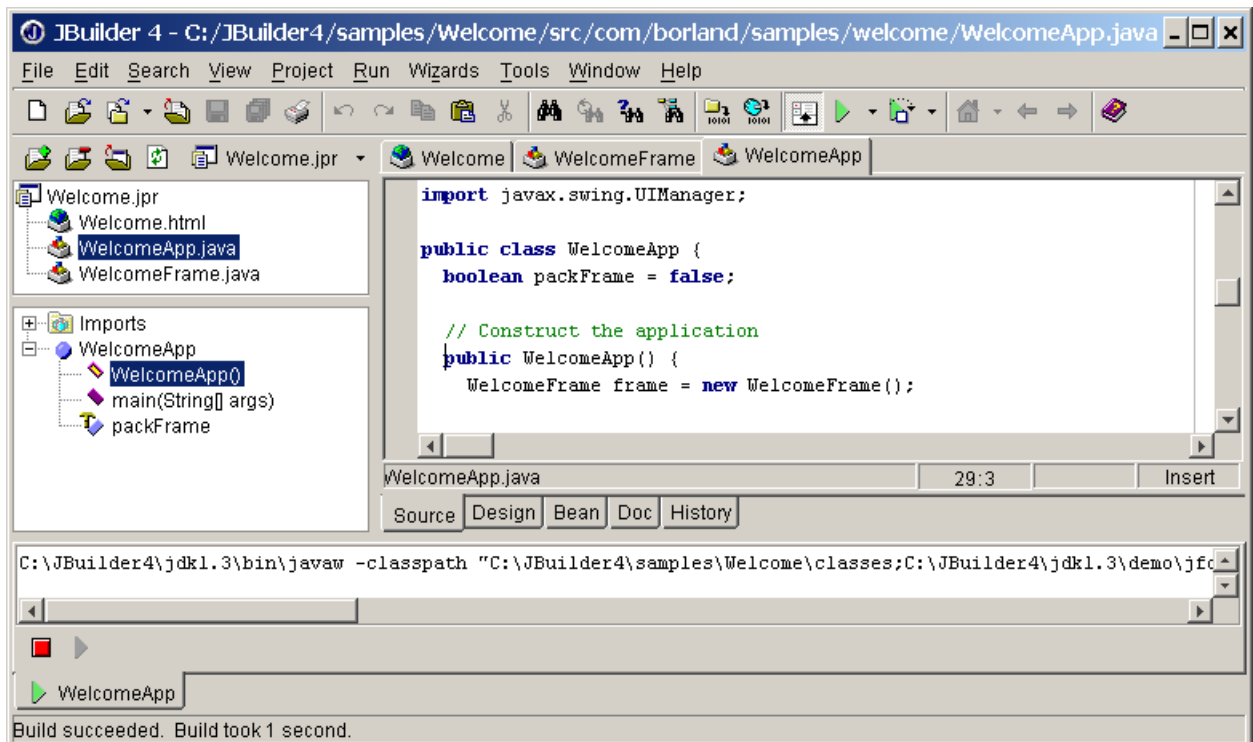 JBuilder 4 - C:/JBuilder4/samples/Welcome/src/com/borland/samples/welcome/WelcomeApp.java
File Edit Search View Project Run Wizards Tools Window Help
Welcome.jpr
Welcome WelcomeFrame WelcomeApp
Welcome.jpr
Welcome.html
WelcomeApp.java
WelcomeFrame.java
Imports
WelcomeApp
WelcomeApp()
main(String[] args)
packFrame
import javax.swing.UIManager;
public class WelcomeApp {
boolean packFrame = false;
// Construct the application
public WelcomeApp() {
WelcomeFrame frame = new WelcomeFrame();
WelcomeApp.java 29:3 Insert
Source Design Bean Doc History
C:\JBuilder4\jdk1.3\bin\javaw -classpath "C:\JBuilder4\samples\Welcome\classes;C:\JBuilder4\jdk1.3\demo\jfc
WelcomeApp
Build succeeded. Build took 1 second.